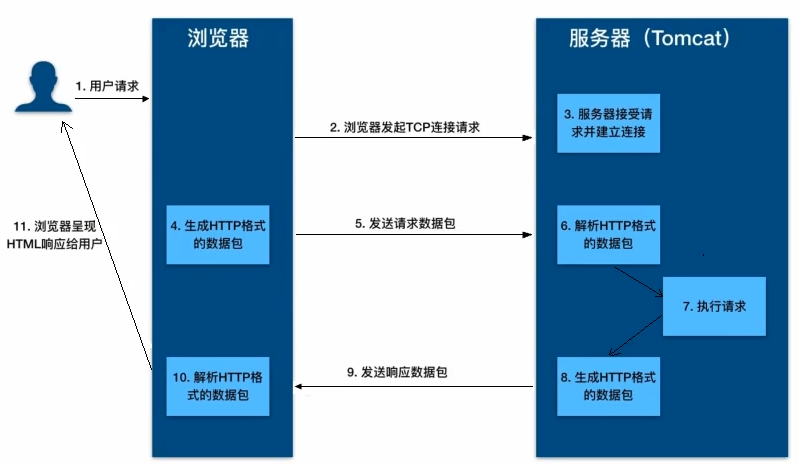 浏览器
服务器（Tomcat）
1. 用户请求
2. 浏览器发起TCP连接请求
3. 服务器接受请
求并建立连接
4. 生成HTTP格式
的数据包
5. 发送请求数据包
6. 解析HTTP格式
的数据包
7. 执行请求
8. 生成HTTP格式
的数据包
9. 发送响应数据包
10. 解析HTTP格
式的数据包
11. 浏览器呈现
HTML响应给用户